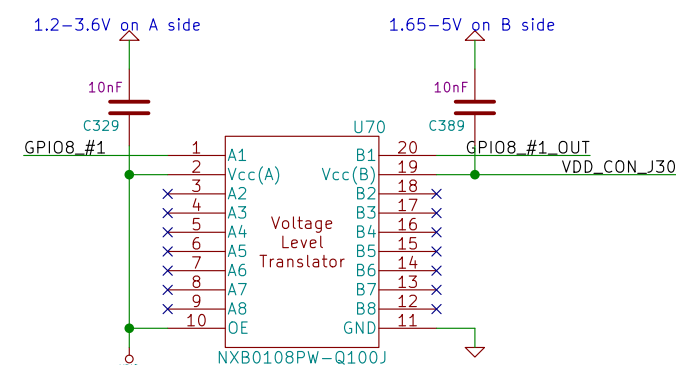 1.2-3.6V on A side
1.65-5V on B side
10nF
10nF
C329
C389
U70
GPIO8_#1
1
A1
B1
20
GPIO8_#1_OUT
2
Vcc(A)
Vcc(B)
19
VDD_CON_J30
3
A2
B2
18
4
A3
B3
17
5
A4
B4
16
6
A5
B5
15
7
A6
B6
14
8
A7
B7
13
9
A8
B8
12
10
OE
GND
11
Voltage
Level
Translator
NXB0108PW-Q100J